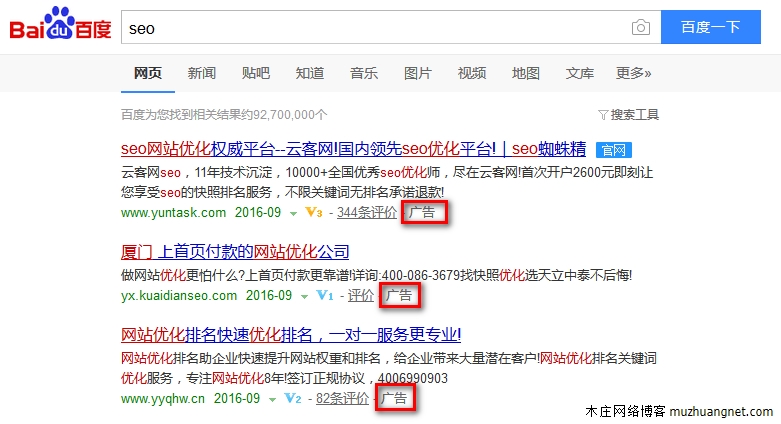 Bai du 百度 seo 百度一下
网页 新闻 贴吧 知道 音乐 图片 视频 地图 文库 更多»
百度为您找到相关结果约92,700,000个 搜索工具
seo网站优化权威平台--云客网!国内领先seo优化平台!｜seo蜘蛛精 官网
云客网seo，11年技术沉淀，10000+全国优秀seo优化师，尽在云客网!首次开户2600元即刻让
您享受seo的快照排名服务，不限关键词无排名承诺退款!
www.yuntask.com 2016-09 V3 - 344条评价 广告
厦门 上首页付款的网站优化公司
做网站优化更怕什么?上首页付款更靠谱!详询:400-086-3679找快照优化选天立中泰不后悔!
yx.kuaidianseo.com 2016-09 V1 - 评价 - 广告
网站优化排名快速优化排名，一对一服务更专业!
网站优化排名助企业快速提升网站权重和排名，给企业带来大量潜在客户!网站优化排名关键词
优化服务，专注网站优化8年!签订正规协议，4006990903
www.yyqhw.cn 2016-09 V2 - 82条评价 - 广告
木庄网络博客 muzhuangnet.com